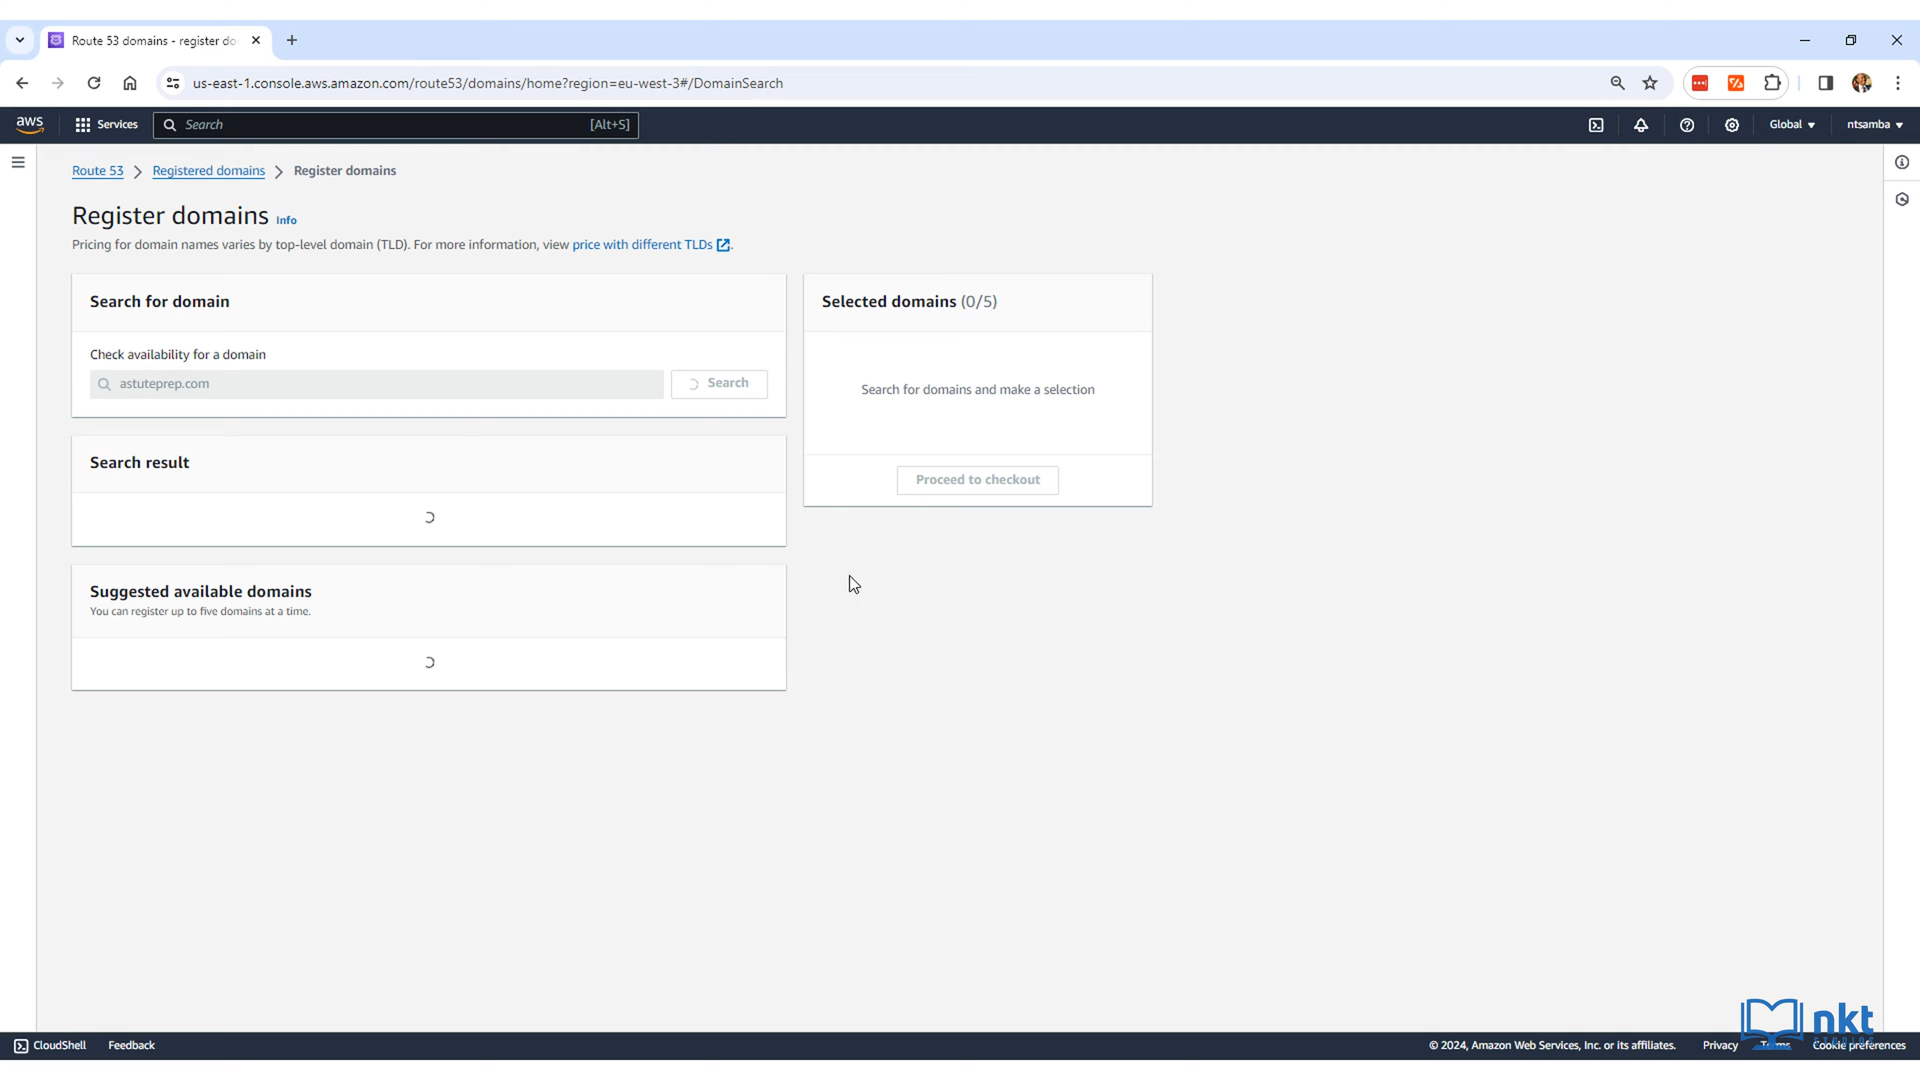 Route 53 domains - register do
us-east-1.console.aws.amazon.com/route53/domains/home?region=eu-west-3#/DomainSearch
aws
Services
Search
[Alt+S]
Global
ntsamba
Route 53
Registered domains
Register domains
Register domains Info
Pricing for domain names varies by top-level domain (TLD). For more information, view price with different TLDs.
Search for domain
Check availability for a domain
astuteprep.com
Search
Selected domains (0/5)
Search for domains and make a selection
Proceed to checkout
Search result
Suggested available domains
You can register up to five domains at a time.
CloudShell
Feedback
© 2024, Amazon Web Services, Inc. or its affiliates.
Privacy
Terms
Cookie preferences
nkt
STUDIOS